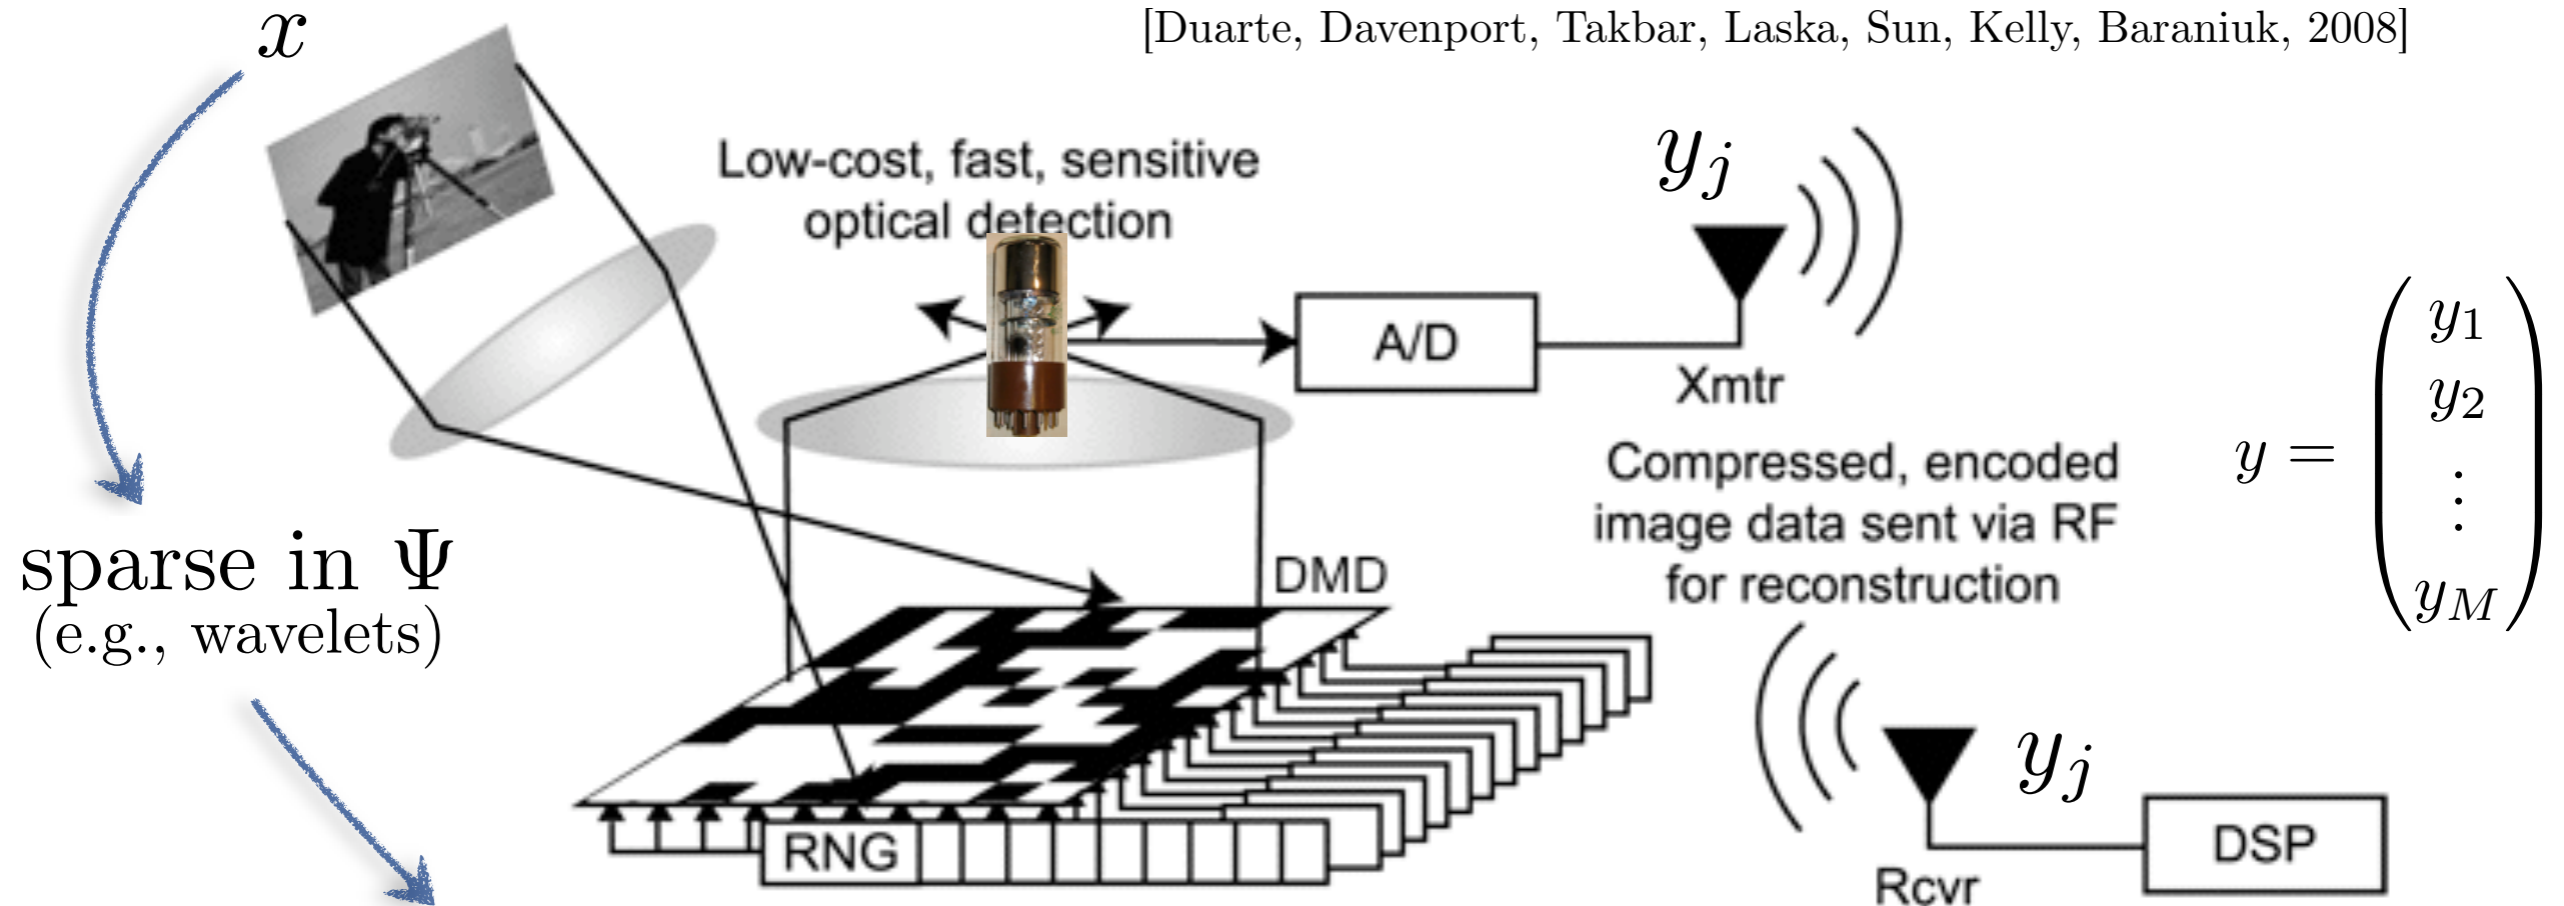 x
[Duarte, Davenport, Takbar, Laska, Sun, Kelly, Baraniuk, 2008]
Low-cost, fast, sensitive
optical detection
y_j
A/D
Xmtr
Compressed, encoded
image data sent via RF
for reconstruction
y =
y_1
y_2
⋮
y_M
sparse in Ψ
(e.g., wavelets)
DMD
RNG
y_j
Rcvr
DSP